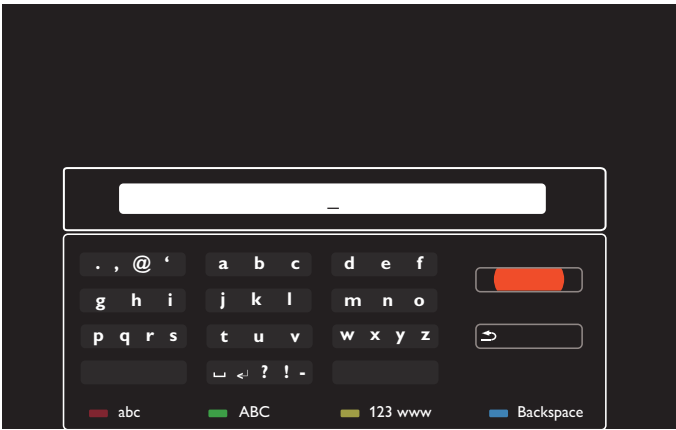 _
. , @ ‘ a b c d e f
g h i j k l m n o
p q r s t u v w x y z
⎵ ↲ ? ! -
abc ABC 123 www Backspace